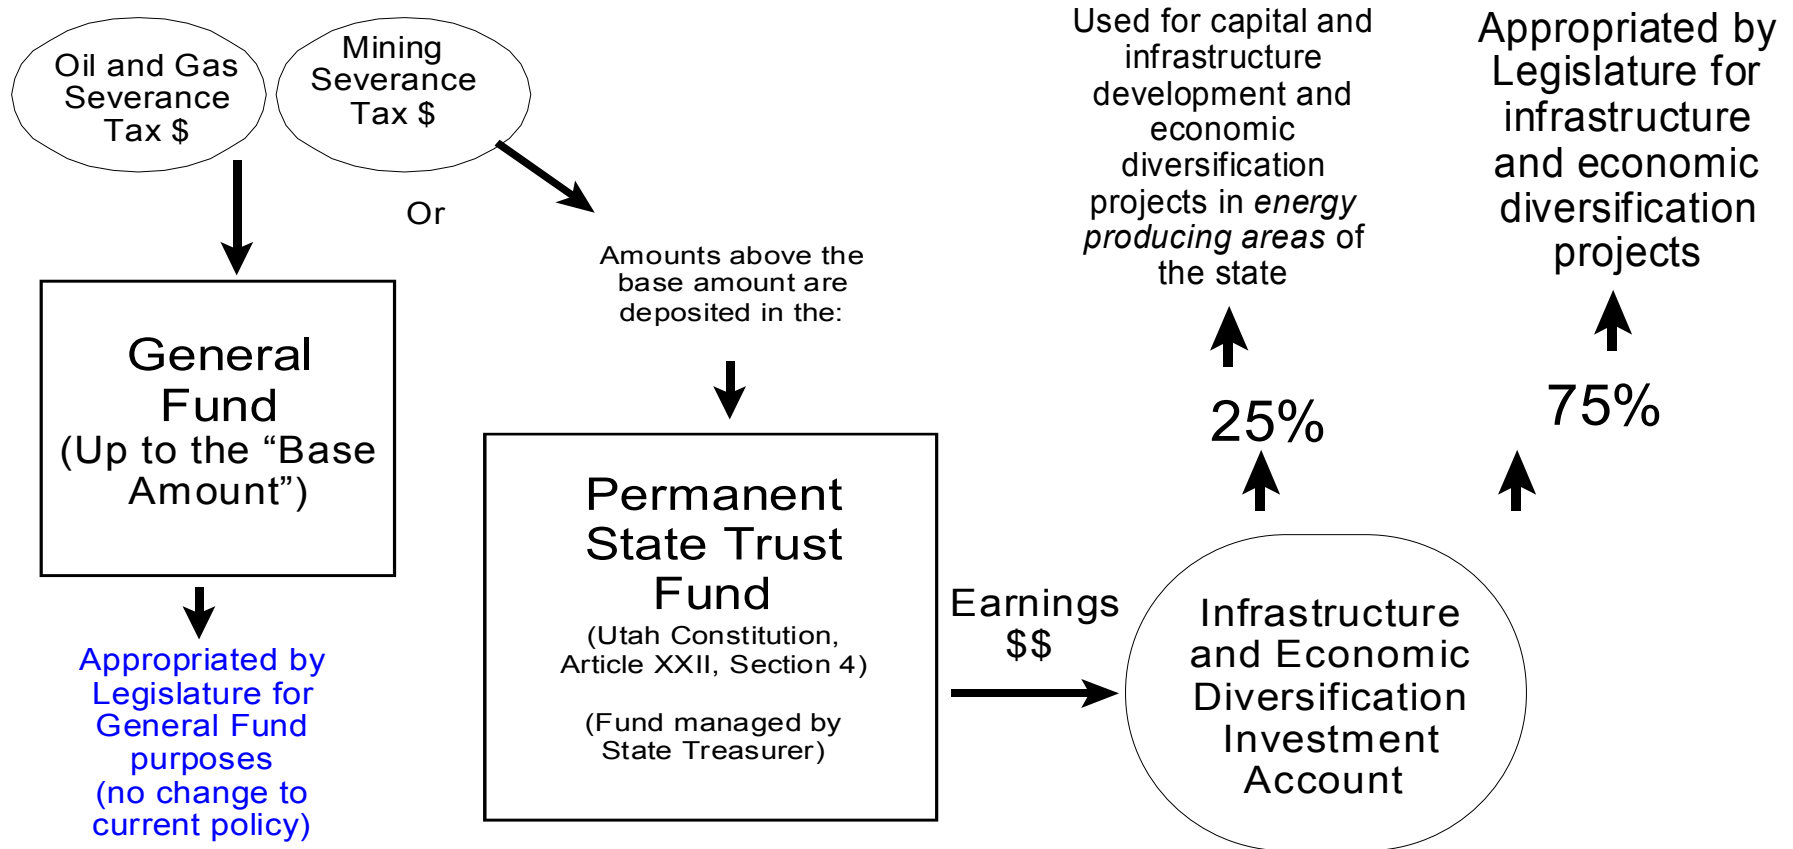 Oil and Gas
Severance
Tax $
Mining
Severance
Tax $
Or
General
Fund
(Up to the “Base
Amount”)
Appropriated by
Legislature for
General Fund
purposes
(no change to
current policy)
Amounts above the
base amount are
deposited in the:
Permanent
State Trust
Fund
(Utah Constitution,
Article XXII, Section 4)
(Fund managed by
State Treasurer)
Earnings
$$
Infrastructure
and Economic
Diversification
Investment
Account
25%
Used for capital and
infrastructure
development and
economic
diversification
projects in energy
producing areas of
the state
75%
Appropriated by
Legislature for
infrastructure
and economic
diversification
projects